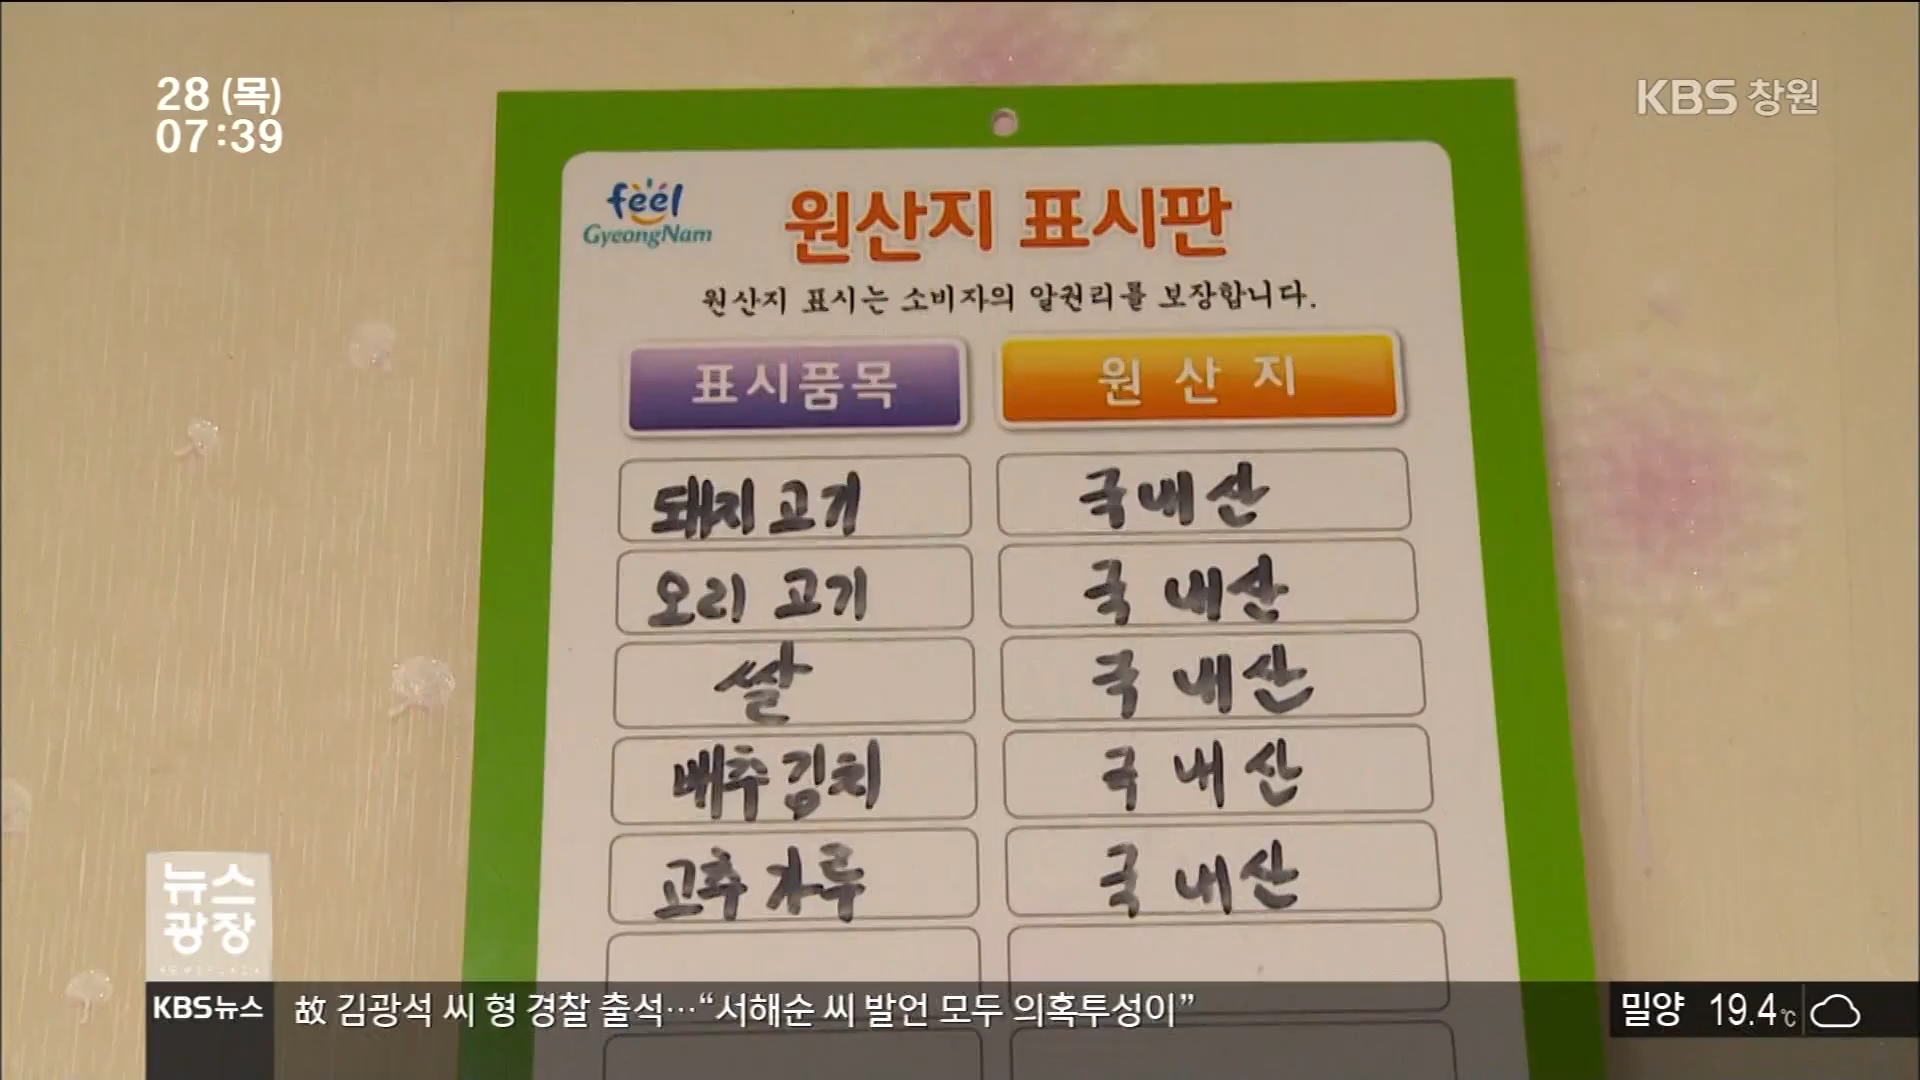 28 (목)
07:39
KBS 창원
feel
GyeongNam
원산지 표시판
원산지 표시는 소비자의 알권리를 보장합니다.
표시품목 원산지
돼지고기 국내산
오리 고기 국내산
쌀 국내산
배추김치 국내산
고추가루 국내산
뉴스
광장
KBS뉴스 故 김광석 씨 형 경찰 출석…“서해순 씨 발언 모두 의혹투성이”
밀양 19.4℃